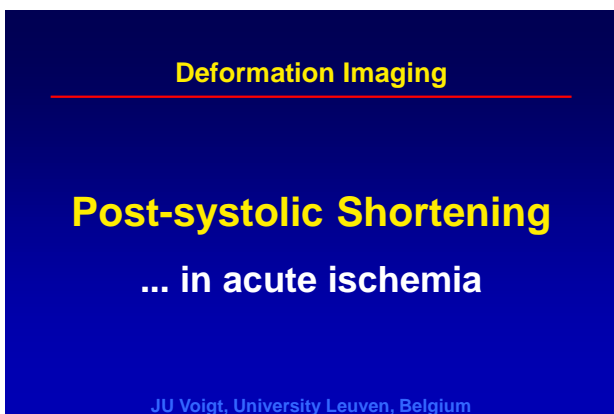 Deformation Imaging
Post-systolic Shortening
... in acute ischemia
JU Voigt, University Leuven, Belgium